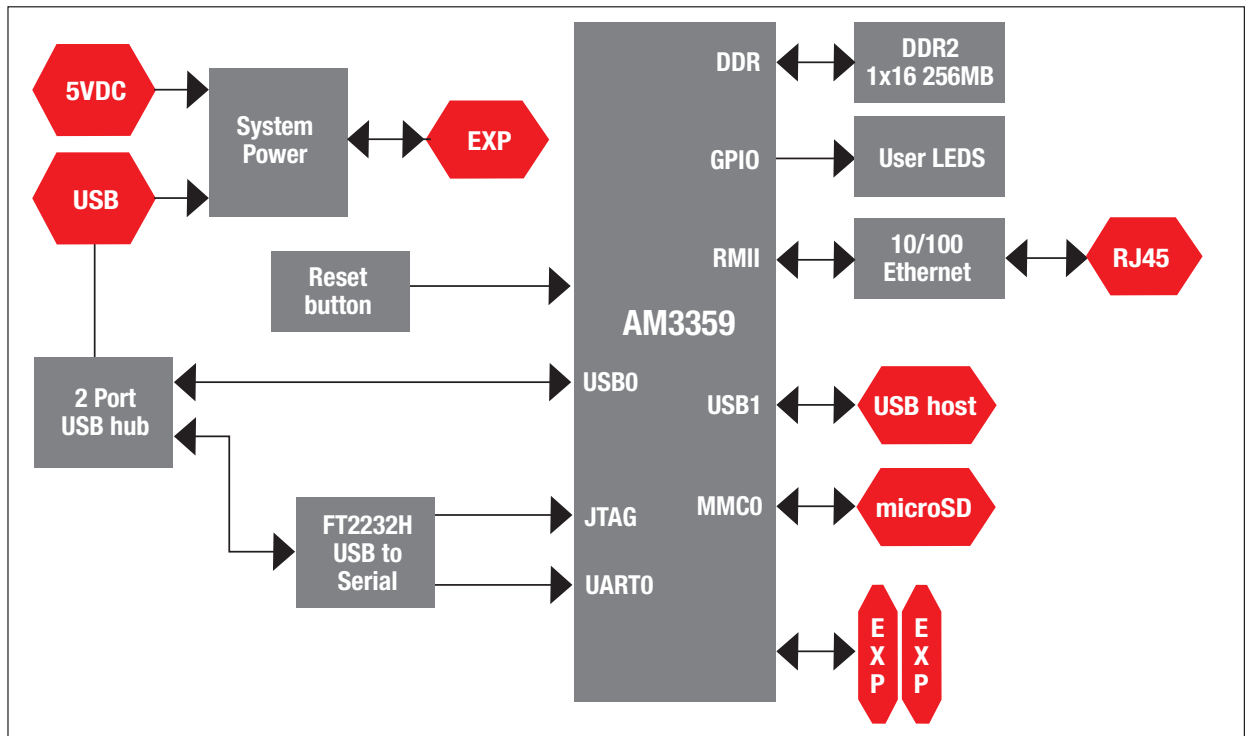 5VDC
USB
System
Power
EXP
Reset
button
2 Port
USB hub
FT2232H
USB to
Serial
AM3359
USB0
JTAG
UART0
DDR
GPIO
RMII
USB1
MMC0
DDR2
1x16 256MB
User LEDS
10/100
Ethernet
RJ45
USB host
microSD
EXP
EXP